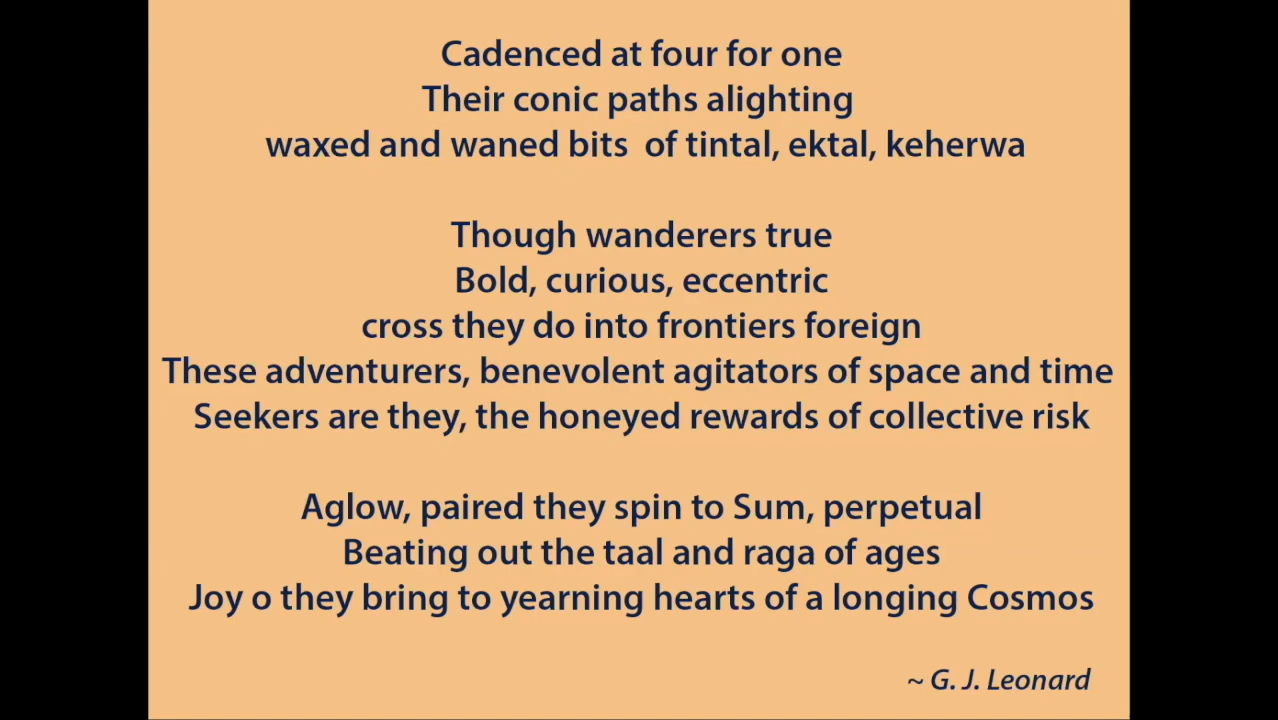 Cadenced at four for one
Their conic paths alighting
waxed and waned bits of tintal, ektal, keherwa
Though wanderers true
Bold, curious, eccentric
cross they do into frontiers foreign
These adventurers, benevolent agitators of space and time
Seekers are they, the honeyed rewards of collective risk
Aglow, paired they spin to Sum, perpetual
Beating out the taal and raga of ages
Joy o they bring to yearning hearts of a longing Cosmos
~ G. J. Leonard